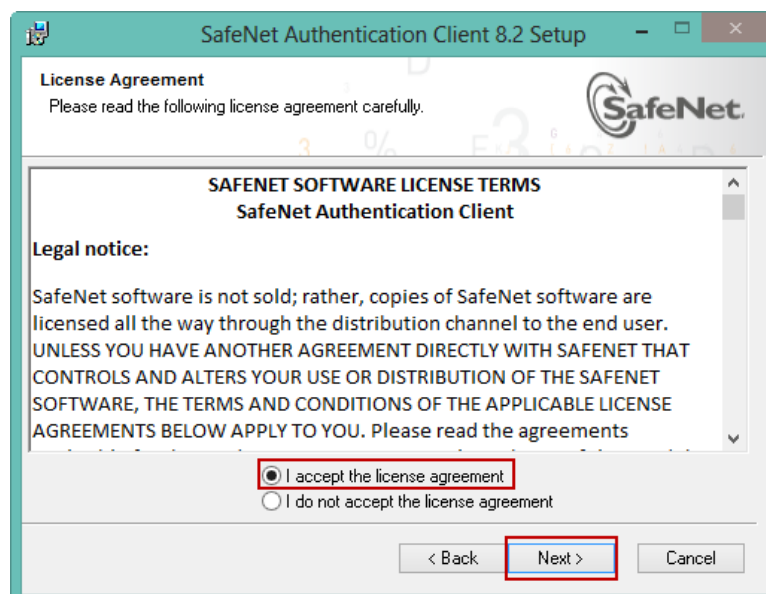 SafeNet Authentication Client 8.2 Setup
License Agreement
Please read the following license agreement carefully.
SafeNet.
SAFENET SOFTWARE LICENSE TERMS
SafeNet Authentication Client
Legal notice:
SafeNet software is not sold; rather, copies of SafeNet software are
licensed all the way through the distribution channel to the end user.
UNLESS YOU HAVE ANOTHER AGREEMENT DIRECTLY WITH SAFENET THAT
CONTROLS AND ALTERS YOUR USE OR DISTRIBUTION OF THE SAFENET
SOFTWARE, THE TERMS AND CONDITIONS OF THE APPLICABLE LICENSE
AGREEMENTS BELOW APPLY TO YOU. Please read the agreements
I accept the license agreement
I do not accept the license agreement
< Back
Next >
Cancel